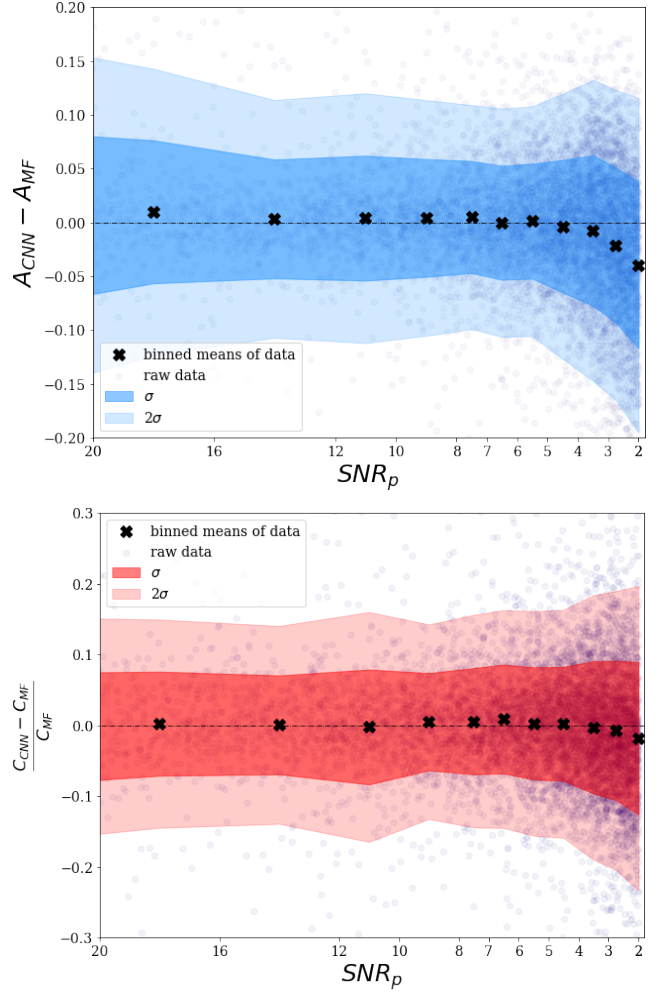 0.20
0.15
0.10
0.05
0.00
−0.05
−0.10
−0.15
−0.20
A_CNN − A_MF
binned means of data
raw data
σ
2σ
20 16 12 10 8 7 6 5 4 3 2
SNR_p
0.3
0.2
0.1
0.0
−0.1
−0.2
−0.3
C_CNN − C_MF
C_MF
binned means of data
raw data
σ
2σ
20 16 12 10 9 8 7 6 5 4 3 2
SNR_p